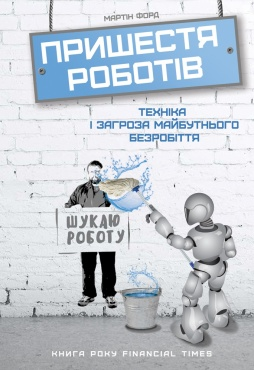 МАРТІН ФОРД
ПРИШЕСТЯ
РОБОТІВ
ТЕХНІКА
І ЗАГРОЗА МАЙБУТНЬОГО
БЕЗРОБІТТЯ
ШУКАЮ
РОБОТУ
КНИГА РОКУ FINANCIAL TIMES